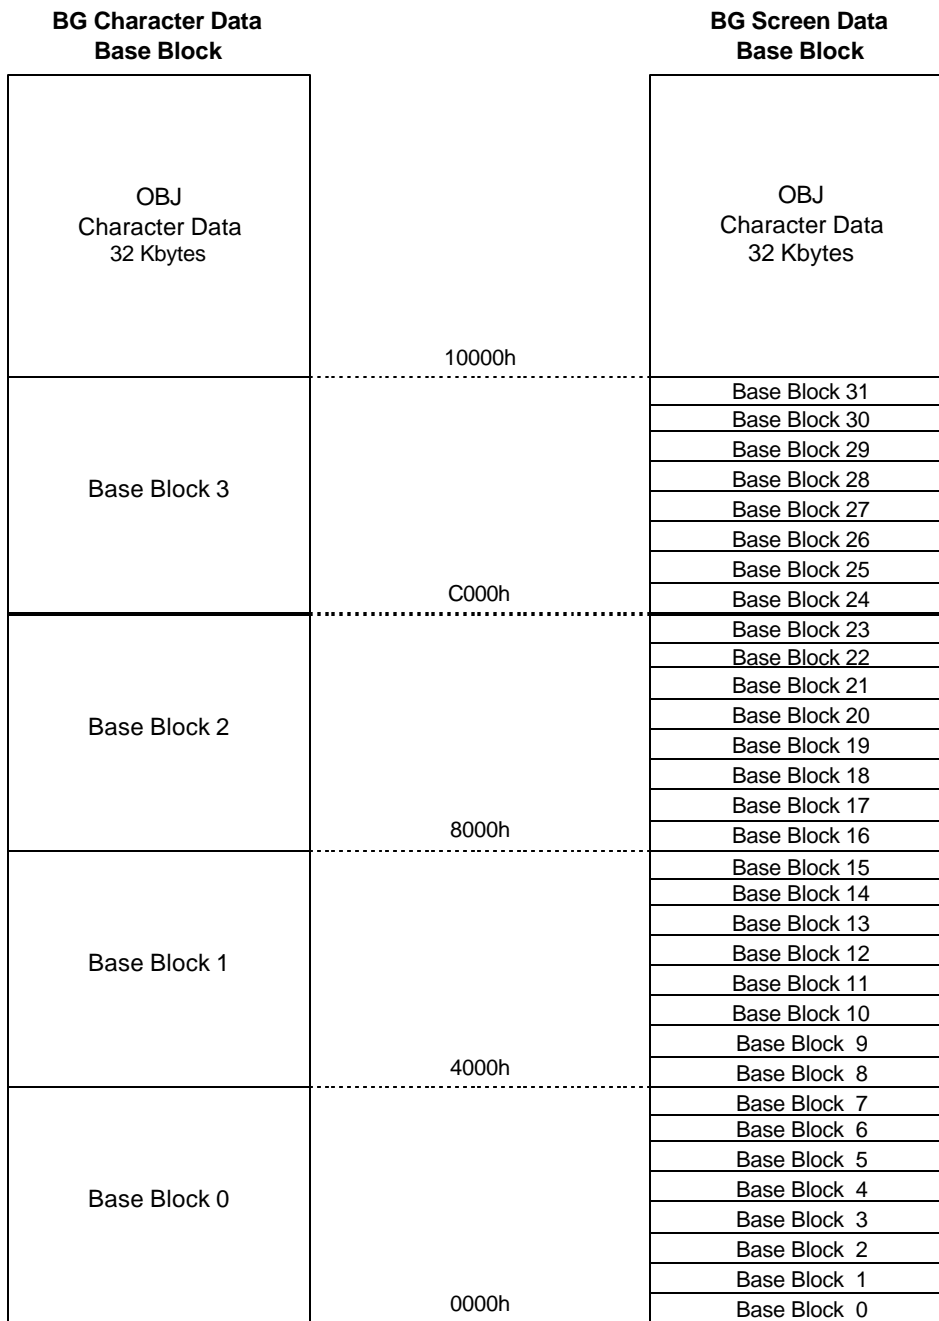 BG Character Data
Base Block
OBJ
Character Data
32 Kbytes
Base Block 3
Base Block 2
Base Block 1
Base Block 0
10000h
C000h
8000h
4000h
0000h
BG Screen Data
Base Block
OBJ
Character Data
32 Kbytes
Base Block 31
Base Block 30
Base Block 29
Base Block 28
Base Block 27
Base Block 26
Base Block 25
Base Block 24
Base Block 23
Base Block 22
Base Block 21
Base Block 20
Base Block 19
Base Block 18
Base Block 17
Base Block 16
Base Block 15
Base Block 14
Base Block 13
Base Block 12
Base Block 11
Base Block 10
Base Block 9
Base Block 8
Base Block 7
Base Block 6
Base Block 5
Base Block 4
Base Block 3
Base Block 2
Base Block 1
Base Block 0